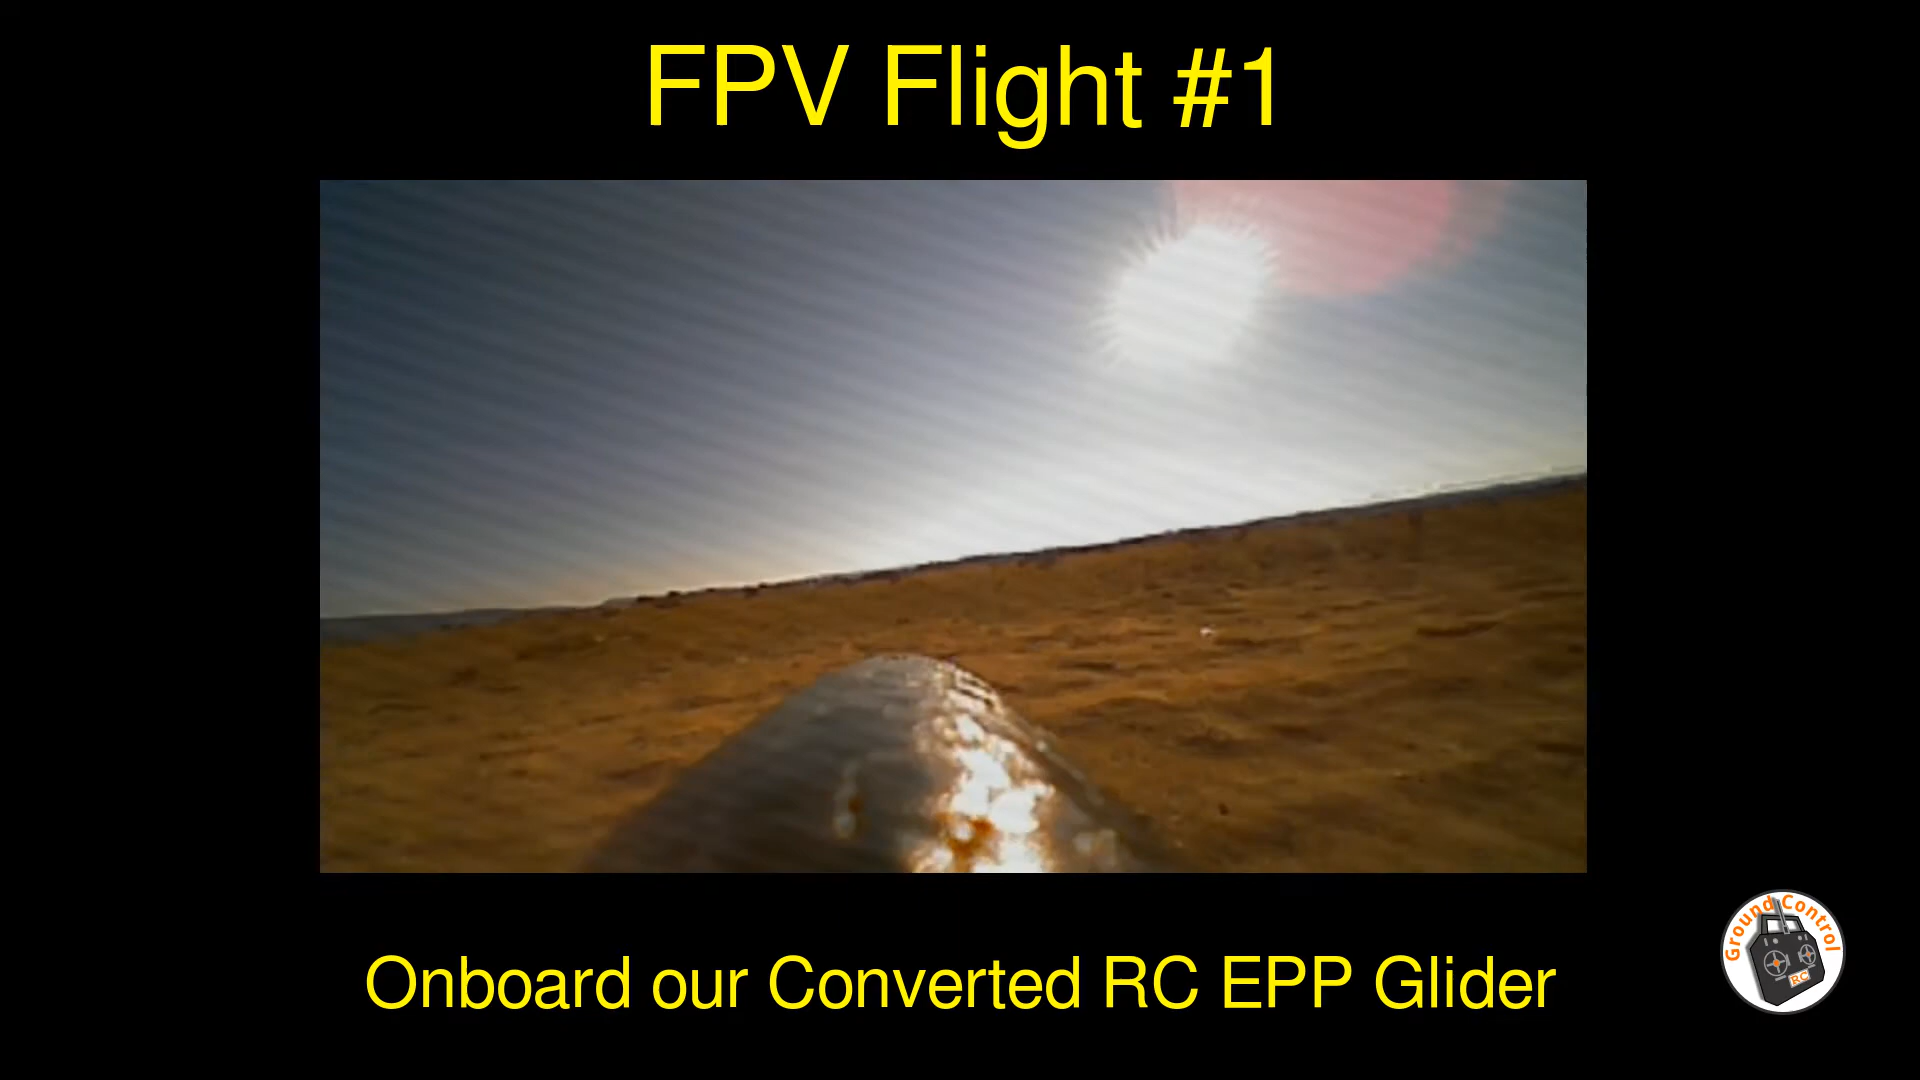 FPV Flight #1
Onboard our Converted RC EPP Glider
Ground Control
RC